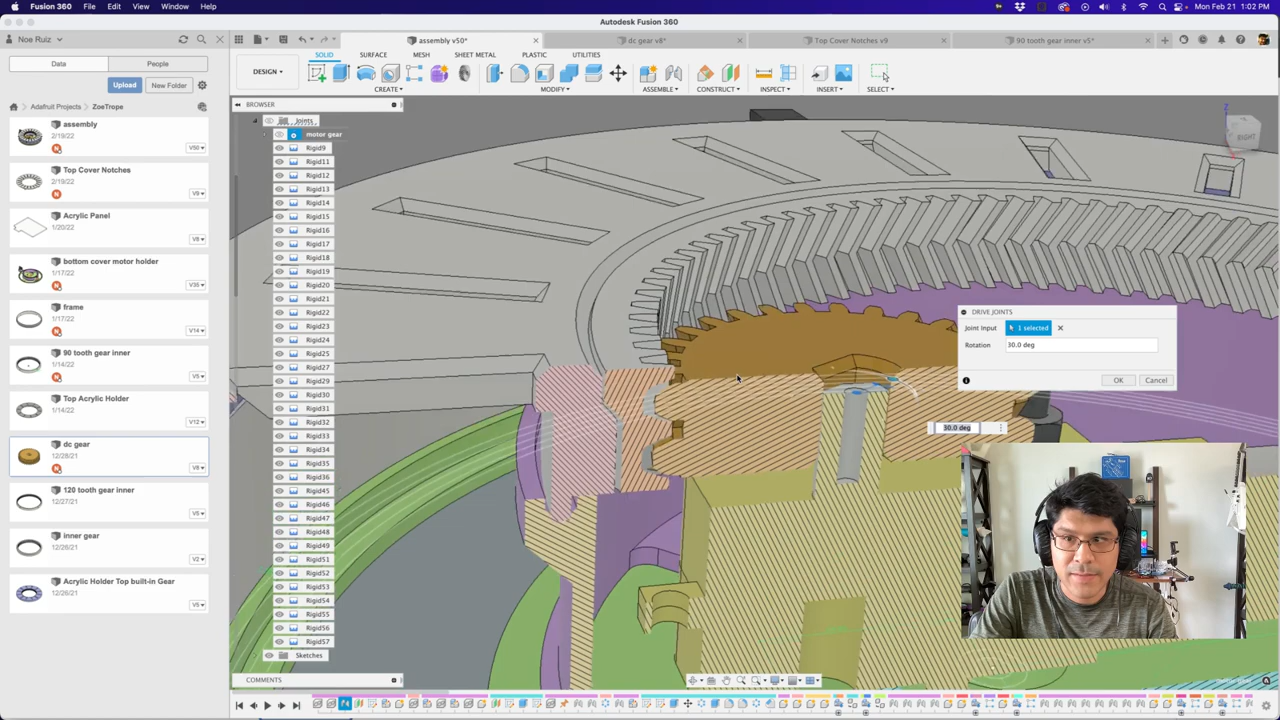 Fusion 360 File Edit View Window Help
Mon Feb 21 1:02 PM
Autodesk Fusion 360
Noe Ruiz
Data
People
Upload
New Folder
Adafruit Projects
ZoeTrope
assembly
2/19/22
V50
Top Cover Notches
2/19/22
V9
Acrylic Panel
1/20/22
V8
bottom cover motor holder
1/17/22
V35
frame
1/17/22
V14
90 tooth gear inner
1/14/22
V5
Top Acrylic Holder
1/14/22
V12
dc gear
12/28/21
V8
120 tooth gear inner
12/27/21
V5
inner gear
12/26/21
V2
Acrylic Holder Top built-in Gear
12/26/21
V5
assembly v50*
dc gear v8*
Top Cover Notches v9
90 tooth gear inner v5*
SOLID
SURFACE
MESH
SHEET METAL
PLASTIC
UTILITIES
DESIGN
CREATE
MODIFY
ASSEMBLE
CONSTRUCT
INSPECT
INSERT
SELECT
BROWSER
Joints
motor gear
Rigid9
Rigid11
Rigid12
Rigid13
Rigid14
Rigid15
Rigid16
Rigid17
Rigid18
Rigid19
Rigid20
Rigid21
Rigid22
Rigid23
Rigid24
Rigid25
Rigid27
Rigid29
Rigid30
Rigid31
Rigid32
Rigid33
Rigid34
Rigid35
Rigid36
Rigid45
Rigid46
Rigid47
Rigid48
Rigid49
Rigid51
Rigid52
Rigid53
Rigid54
Rigid55
Rigid56
Rigid57
Sketches
COMMENTS
RIGHT
DRIVE JOINTS
Joint Input
1 selected
Rotation
30.0 deg
OK
Cancel
30.0 deg